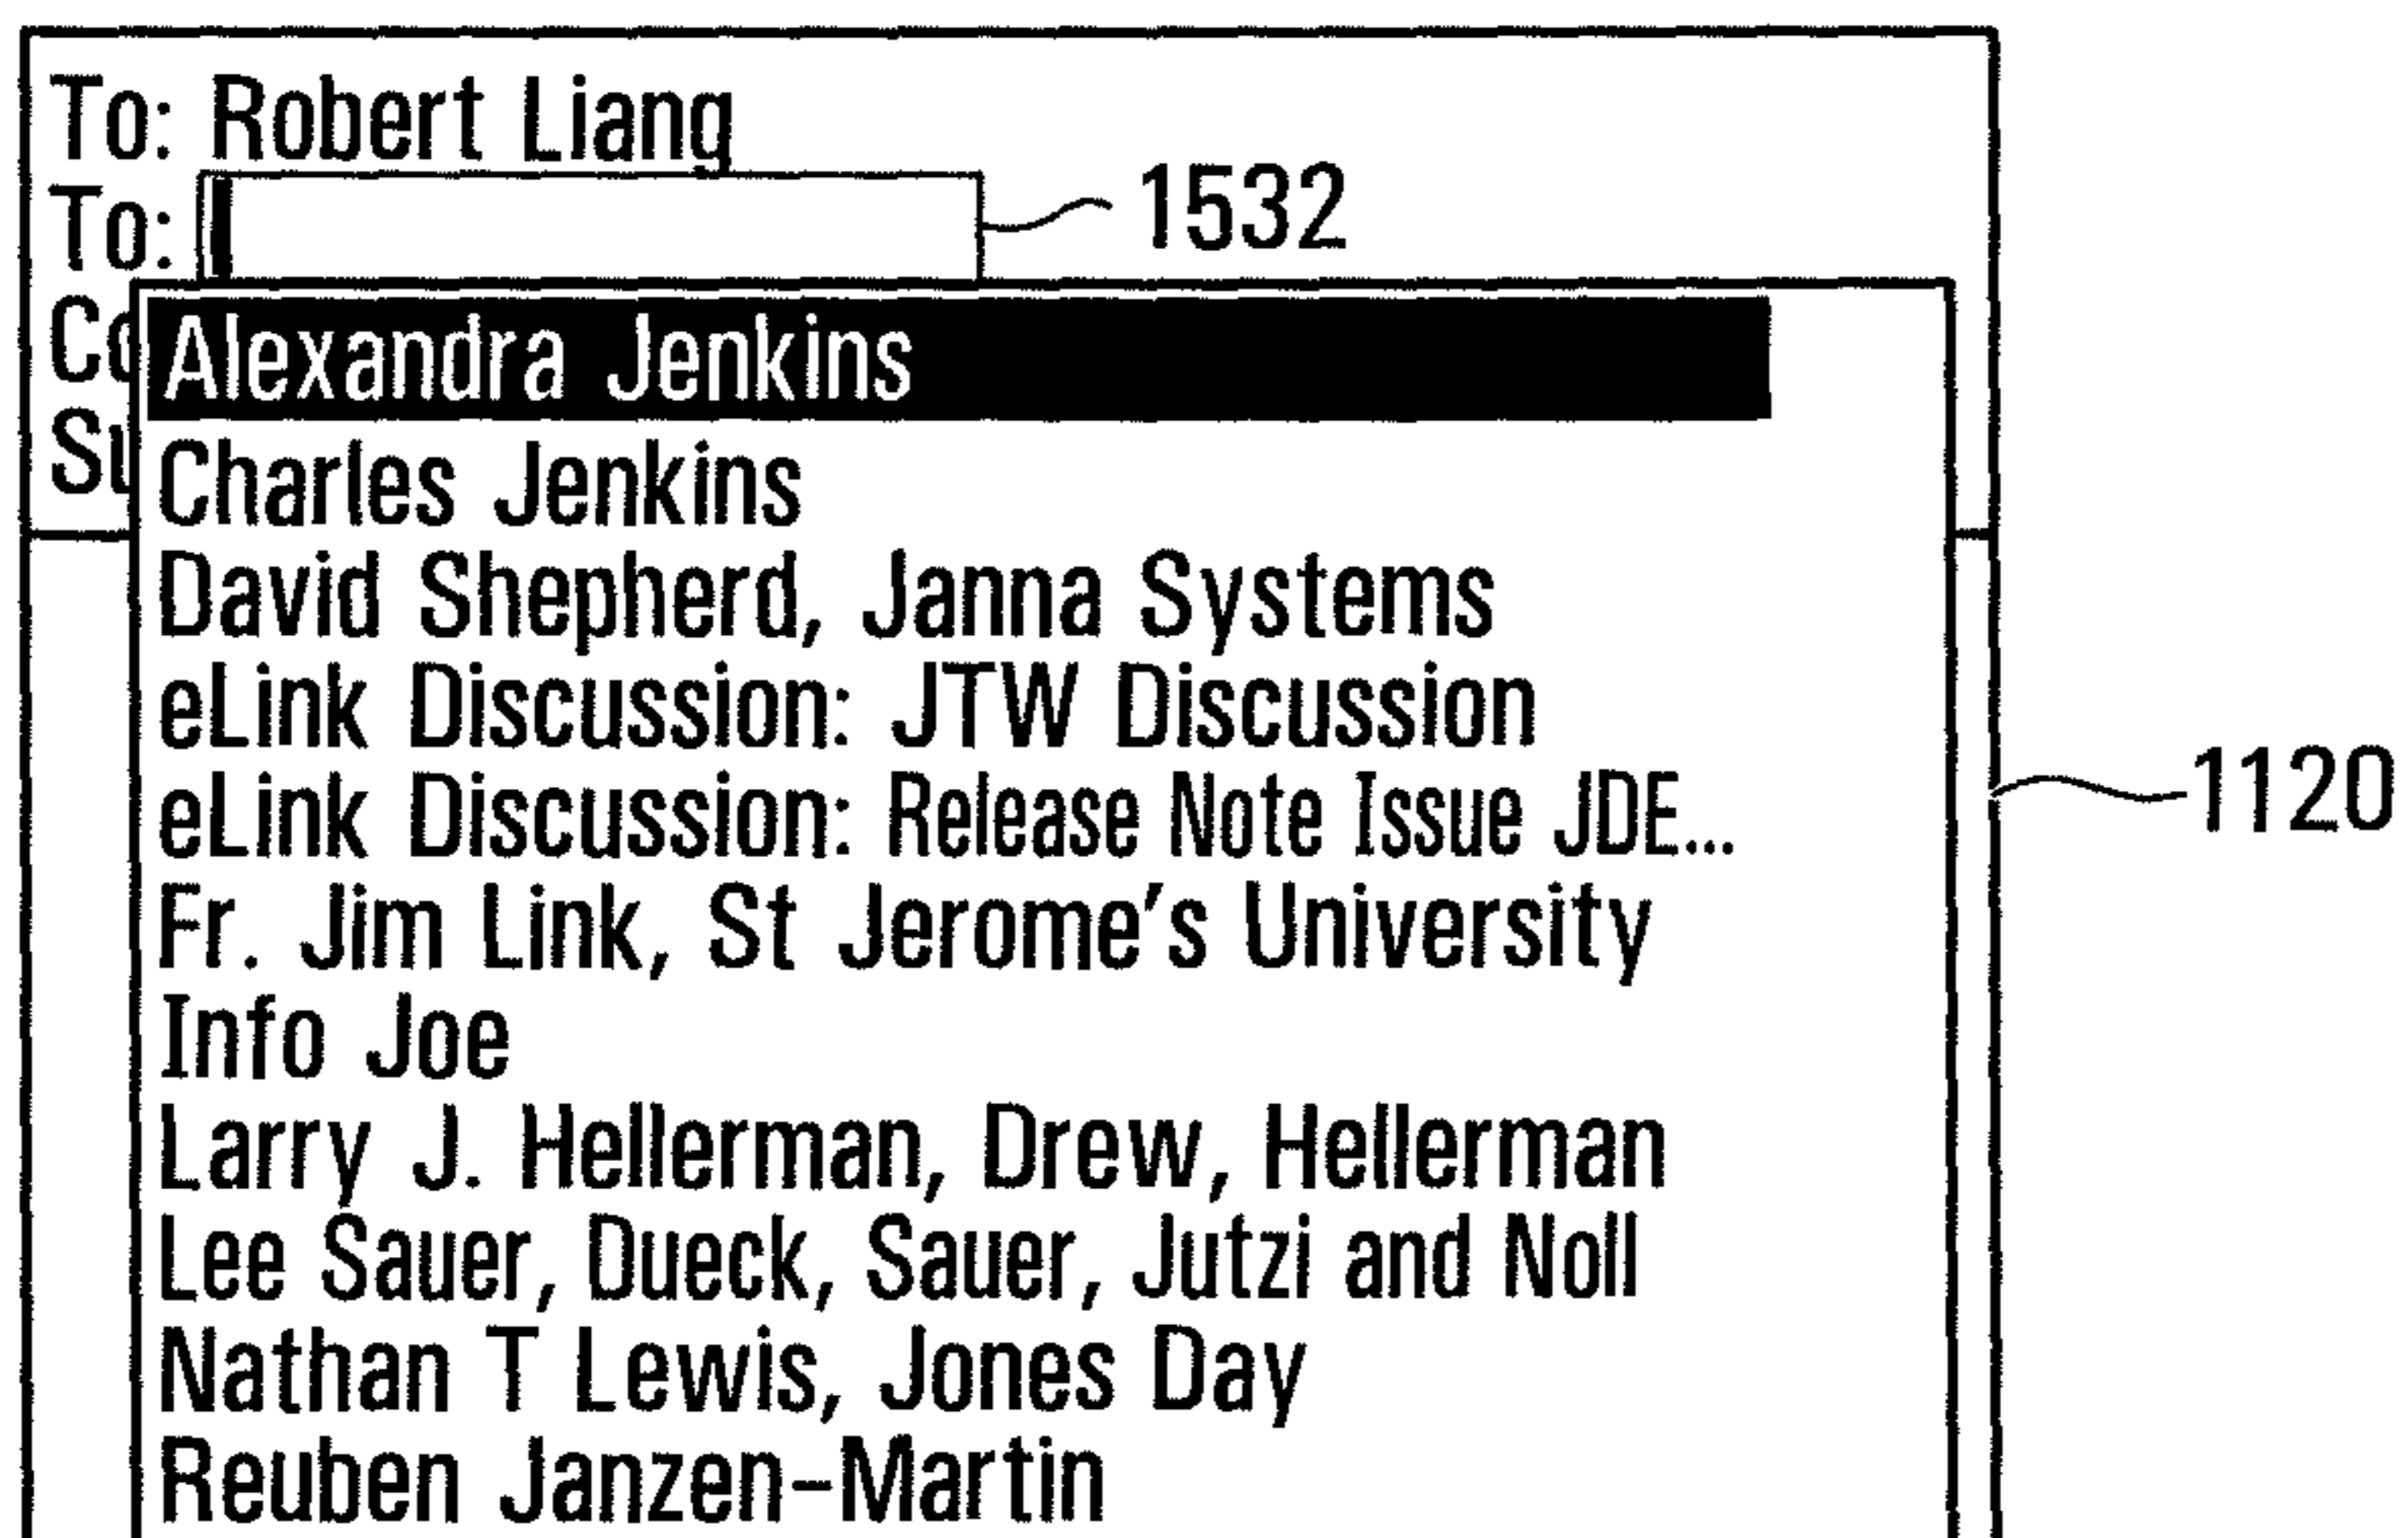 To: Robert Liang
To:
1532
Alexandra Jenkins
Charles Jenkins
David Shepherd, Janna Systems
eLink Discussion: JTW Discussion
eLink Discussion: Release Note Issue JDE...
1120
Fr. Jim Link, St Jerome's University
Info Joe
Larry J. Hellerman, Drew, Hellerman
Lee Sauer, Dueck, Sauer, Jutzi and Noll
Nathan T Lewis, Jones Day
Reuben Janzen-Martin